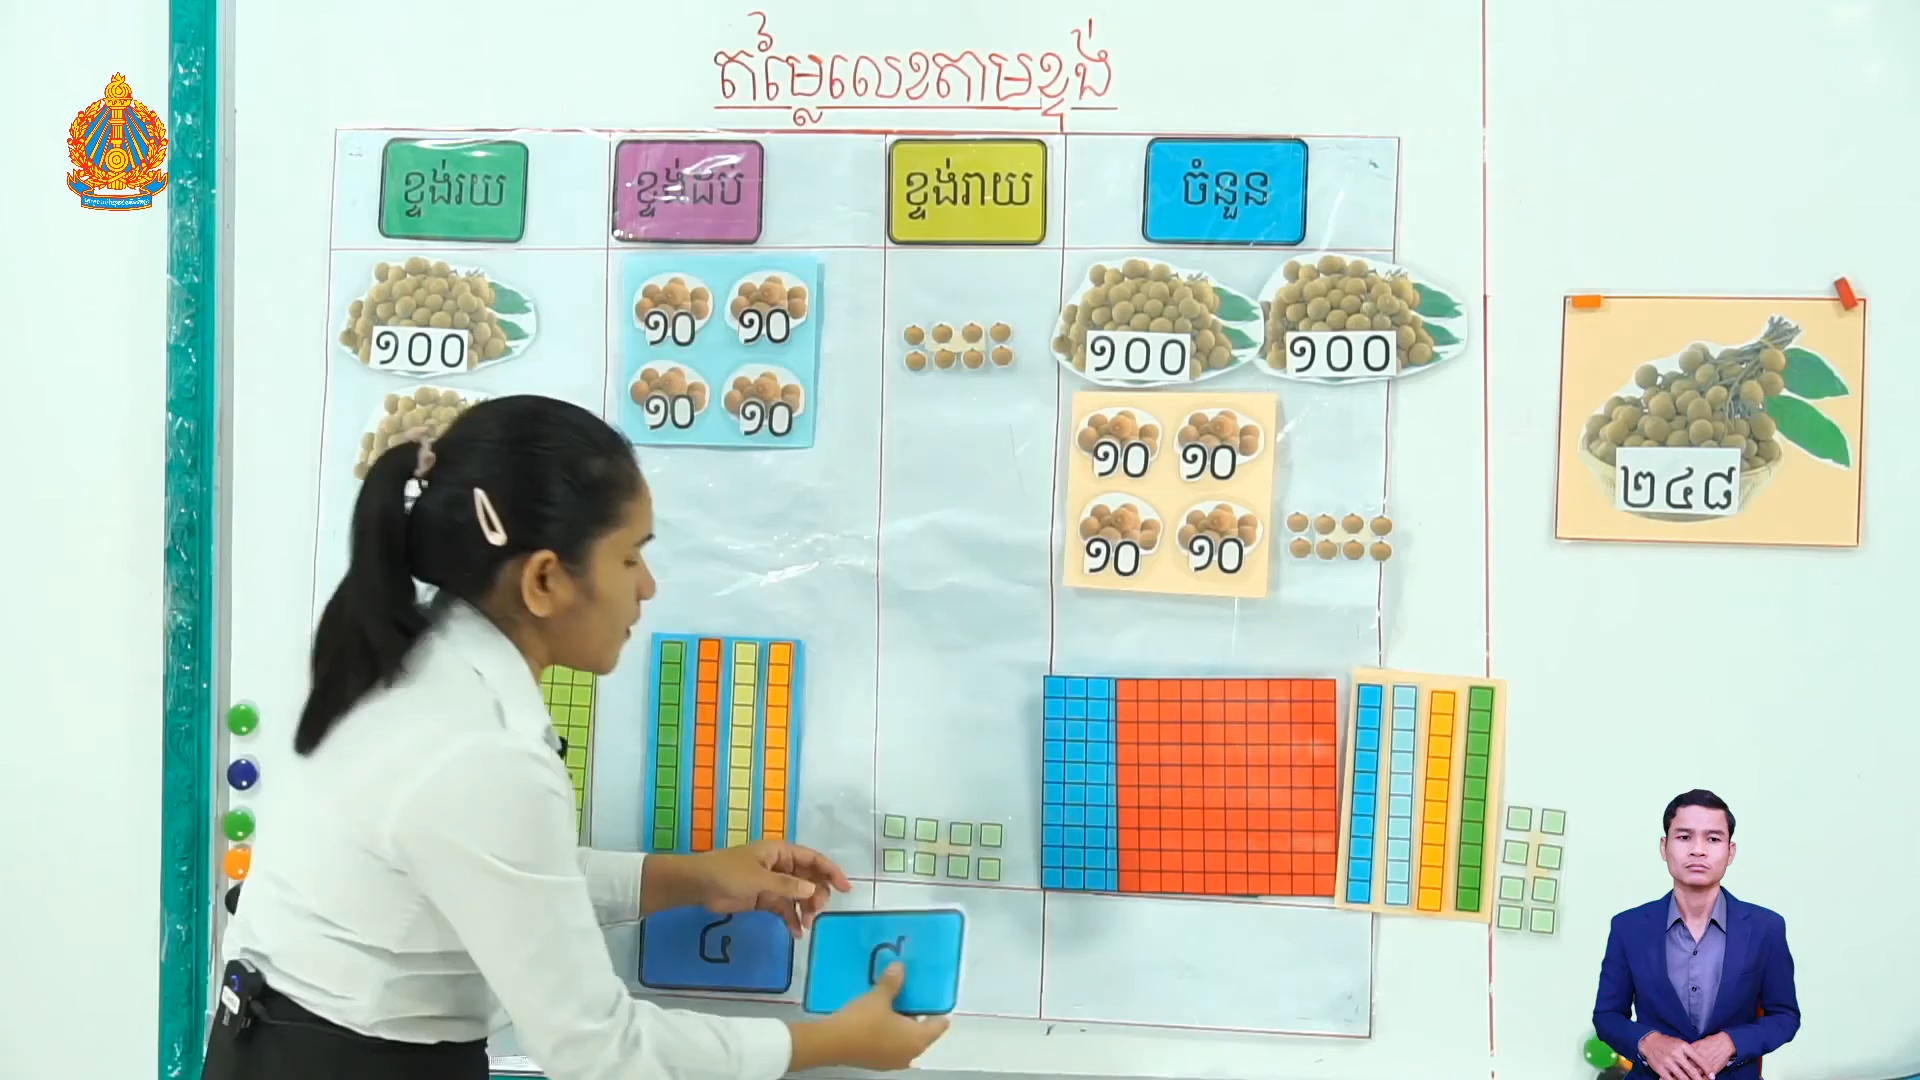 តម្លៃលេខតាមខ្ទង់
ខ្ទង់រយ ខ្ទង់ដប់ ខ្ទង់រាយ ចំនួន
១០០ ១០ ១០ ១០០ ១០០
១០ ១០
១០ ១០
១០ ១០
២៤៨
៤ ៨